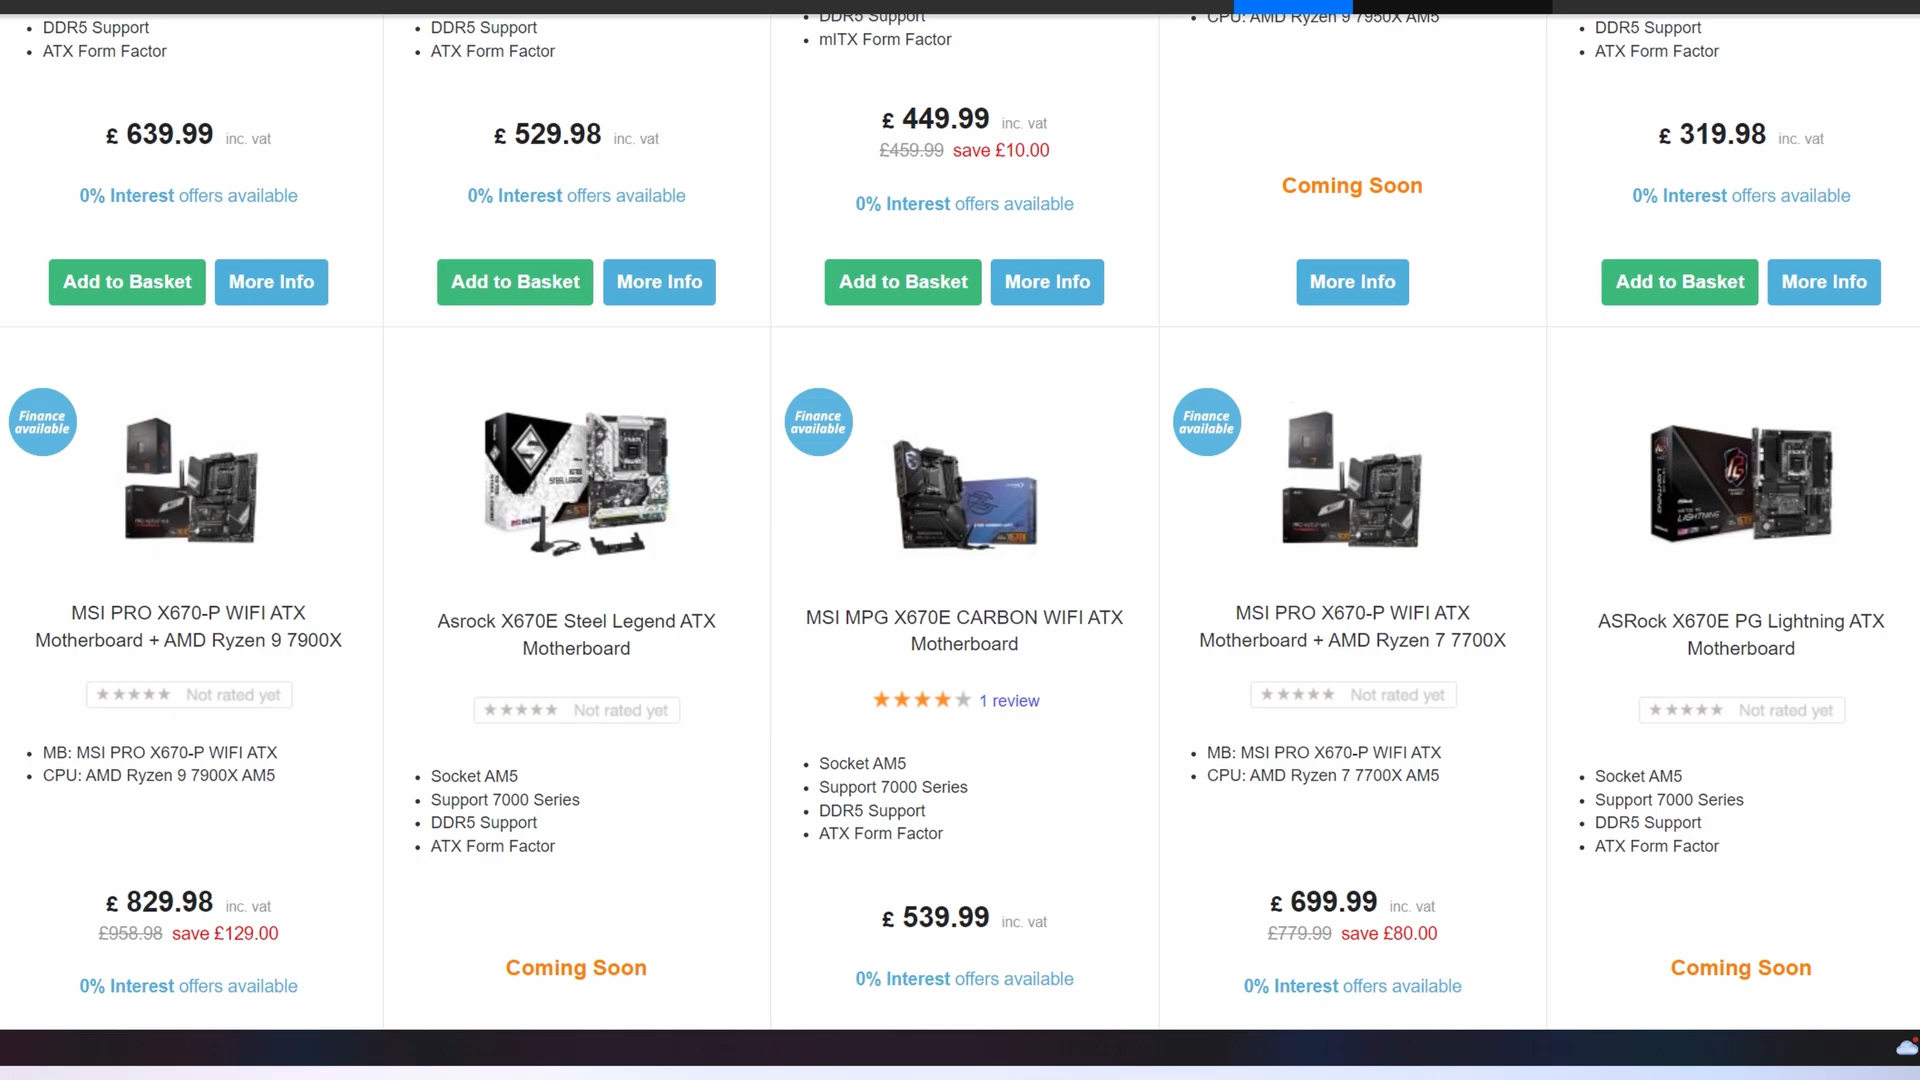 DDR5 Support
ATX Form Factor
£ 639.99 inc. vat
0% Interest offers available
Add to Basket More Info
DDR5 Support
ATX Form Factor
£ 529.98 inc. vat
0% Interest offers available
Add to Basket More Info
DDR5 Support
mITX Form Factor
£ 449.99 inc. vat
£459.99 save £10.00
0% Interest offers available
Add to Basket More Info
CPU: AMD Ryzen 9 7950X AM5
Coming Soon
More Info
DDR5 Support
ATX Form Factor
£ 319.98 inc. vat
0% Interest offers available
Add to Basket More Info
Finance
available
MSI PRO X670-P WIFI ATX
Motherboard + AMD Ryzen 9 7900X
Not rated yet
MB: MSI PRO X670-P WIFI ATX
CPU: AMD Ryzen 9 7900X AM5
£ 829.98 inc. vat
£958.98 save £129.00
0% Interest offers available
STEEL LEGEND
Asrock X670E Steel Legend ATX
Motherboard
Not rated yet
Socket AM5
Support 7000 Series
DDR5 Support
ATX Form Factor
Coming Soon
Finance
available
MSI MPG X670E CARBON WIFI ATX
Motherboard
1 review
Socket AM5
Support 7000 Series
DDR5 Support
ATX Form Factor
£ 539.99 inc. vat
0% Interest offers available
Finance
available
MSI PRO X670-P WIFI ATX
Motherboard + AMD Ryzen 7 7700X
Not rated yet
MB: MSI PRO X670-P WIFI ATX
CPU: AMD Ryzen 7 7700X AM5
£ 699.99 inc. vat
£779.99 save £80.00
0% Interest offers available
LIGHTNING
ASRock X670E PG Lightning ATX
Motherboard
Not rated yet
Socket AM5
Support 7000 Series
DDR5 Support
ATX Form Factor
Coming Soon